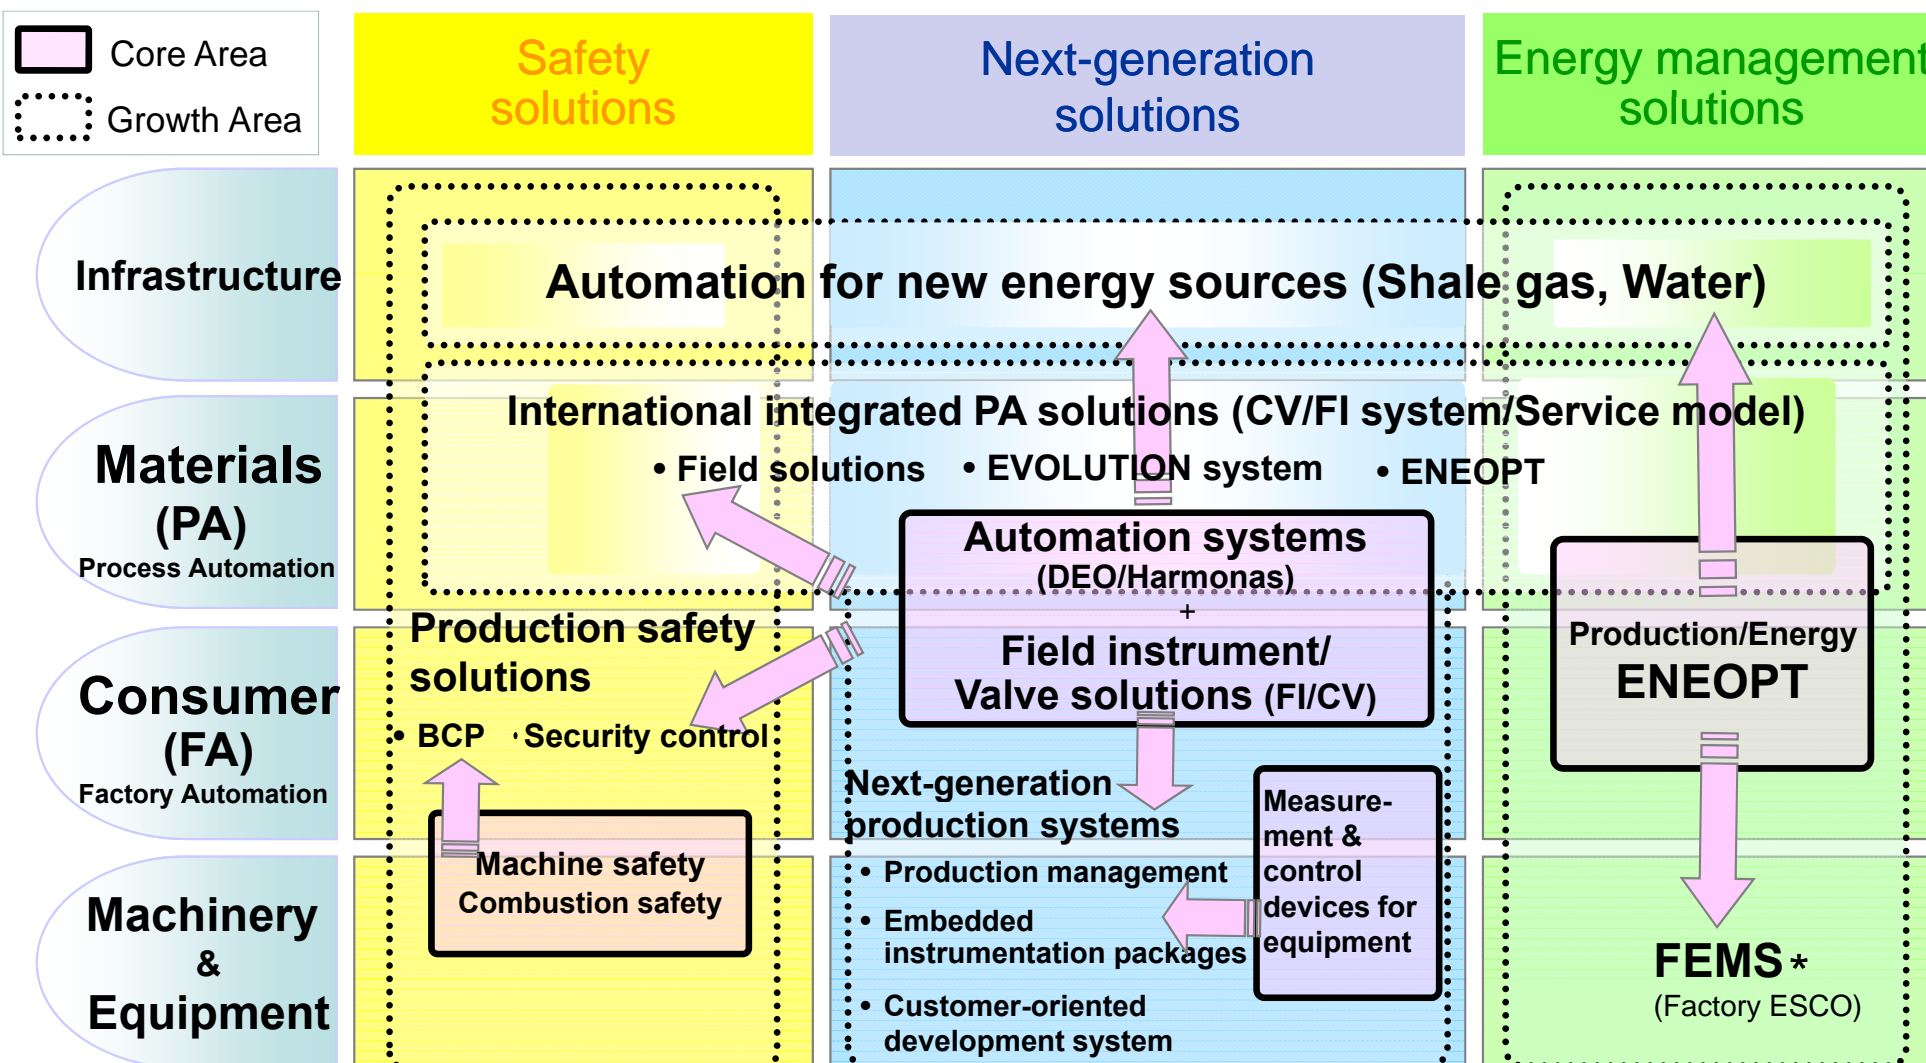 Core Area
Growth Area
Safety
solutions
Next-generation
solutions
Energy management
solutions
Infrastructure
Automation for new energy sources (Shale gas, Water)
Materials
(PA)
Process Automation
International integrated PA solutions (CV/FI system/Service model)
• Field solutions
• EVOLUTION system
• ENEOPT
Automation systems
(DEO/Harmonas)
+
Field instrument/
Valve solutions (FI/CV)
Production/Energy
ENEOPT
Consumer
(FA)
Factory Automation
Production safety
solutions
• BCP
・Security control
Machine safety
Combustion safety
Next-generation
production systems
• Production management
• Embedded
instrumentation packages
• Customer-oriented
development system
Measure-
ment &
control
devices for
equipment
Machinery
&
Equipment
FEMS *
(Factory ESCO)